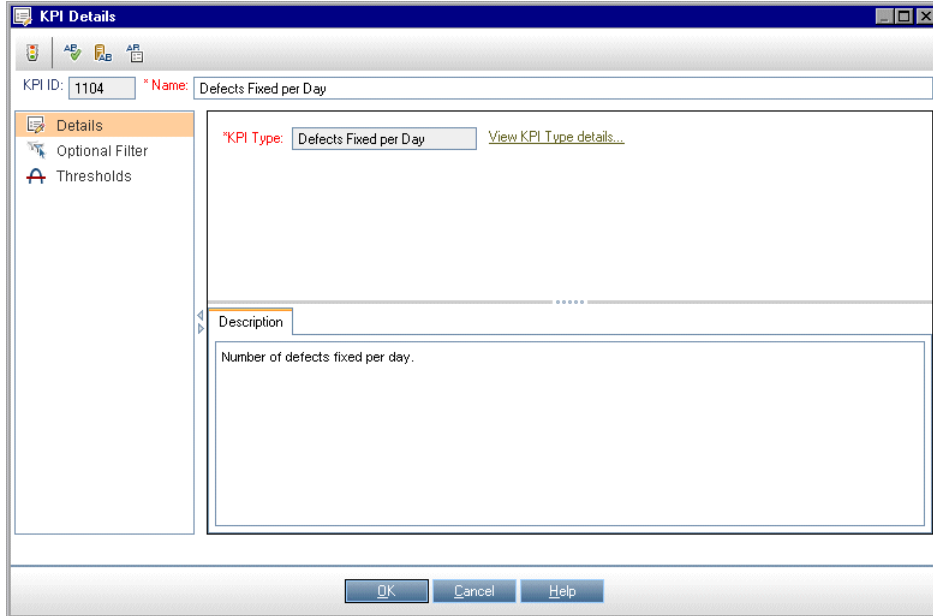 KPI Details
KPI ID: 1104 * Name: Defects Fixed per Day
Details
Optional Filter
Thresholds
*KPI Type: Defects Fixed per Day View KPI Type details...
Description
Number of defects fixed per day.
OK Cancel Help